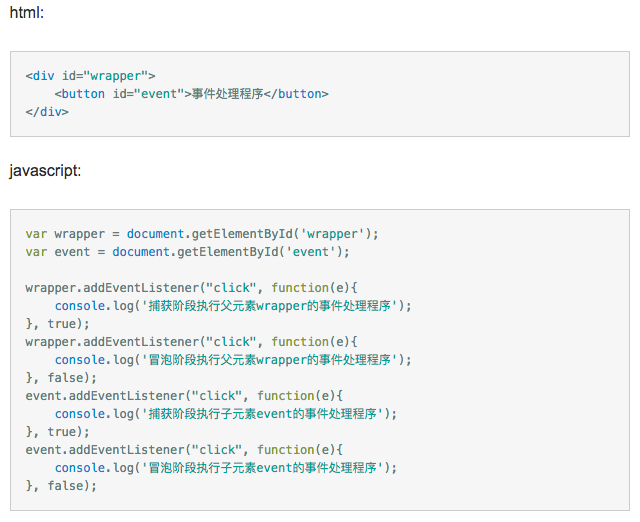 html:
<div id="wrapper">
    <button id="event">事件处理程序</button>
</div>
javascript:
var wrapper = document.getElementById('wrapper');
var event = document.getElementById('event');
wrapper.addEventListener("click", function(e){
    console.log('捕获阶段执行父元素wrapper的事件处理程序');
}, true);
wrapper.addEventListener("click", function(e){
    console.log('冒泡阶段执行父元素wrapper的事件处理程序');
}, false);
event.addEventListener("click", function(e){
    console.log('捕获阶段执行子元素event的事件处理程序');
}, true);
event.addEventListener("click", function(e){
    console.log('冒泡阶段执行子元素event的事件处理程序');
}, false);